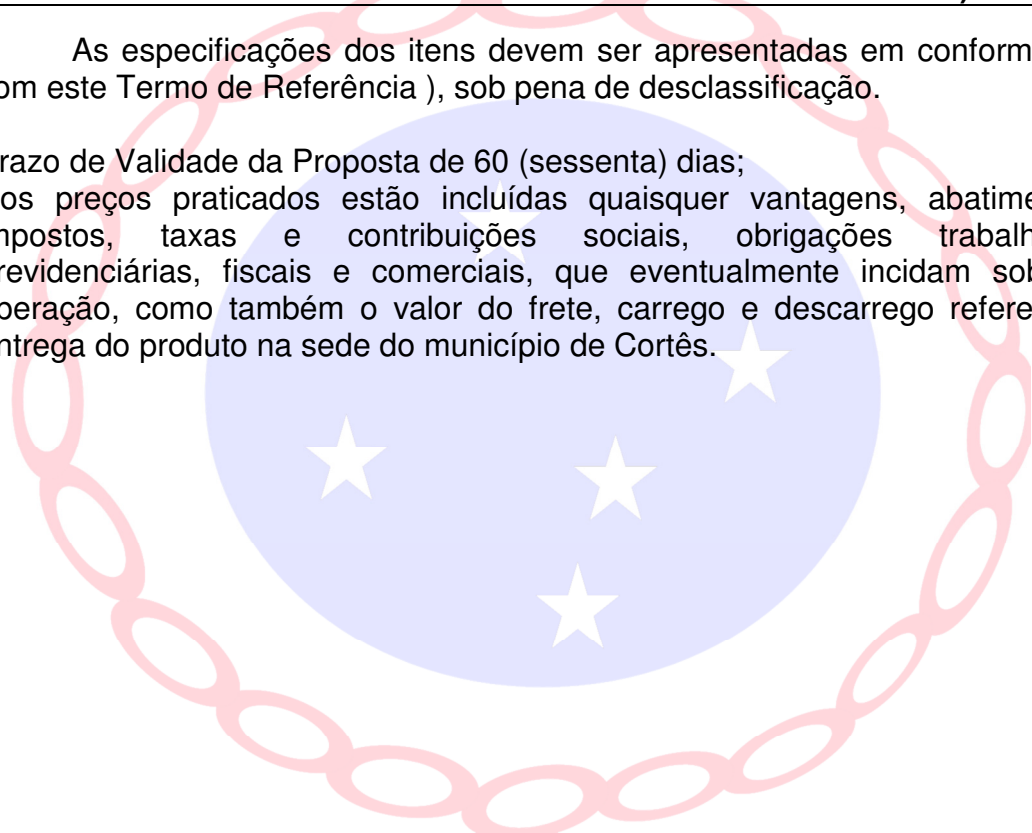 As especificações dos itens devem ser apresentadas em conform
om este Termo de Referência ), sob pena de desclassificação.
razo de Validade da Proposta de 60 (sessenta) dias;
os preços praticados estão incluídas quaisquer vantagens, abatime
mpostos, taxas e contribuições sociais, obrigações trabalh
revidenciárias, fiscais e comerciais, que eventualmente incidam sob
peração, como também o valor do frete, carrego e descarrego refere
ntrega do produto na sede do município de Cortês.